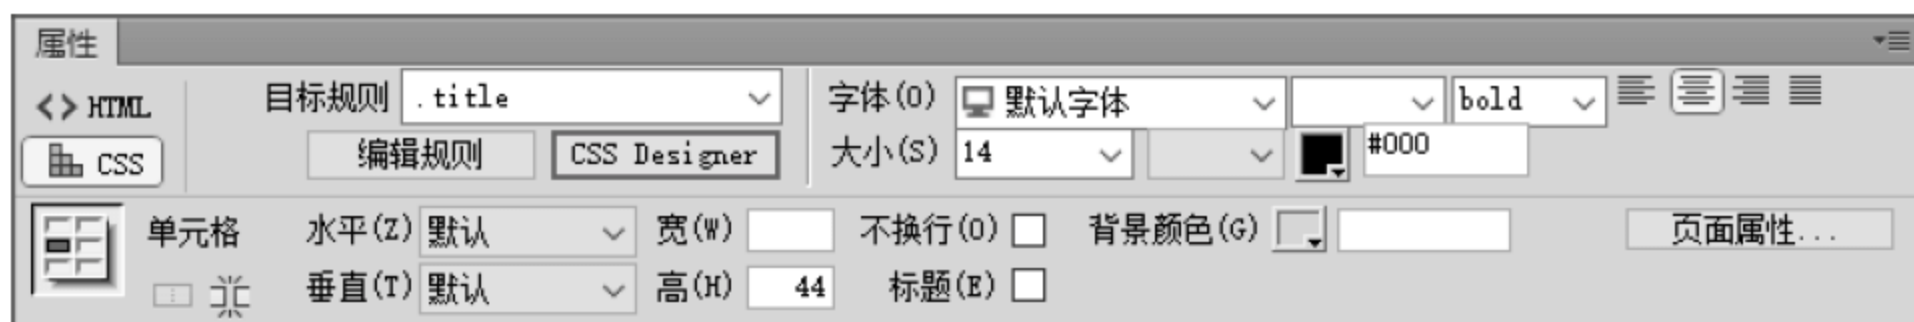 属性
HTML 目标规则 .title 字体(O) 默认字体 bold
CSS 编辑规则 CSS Designer 大小(S) 14 #000
单元格 水平(Z) 默认 宽(W) 不换行(O) 背景颜色(G) 页面属性...
垂直(T) 默认 高(H) 44 标题(E)